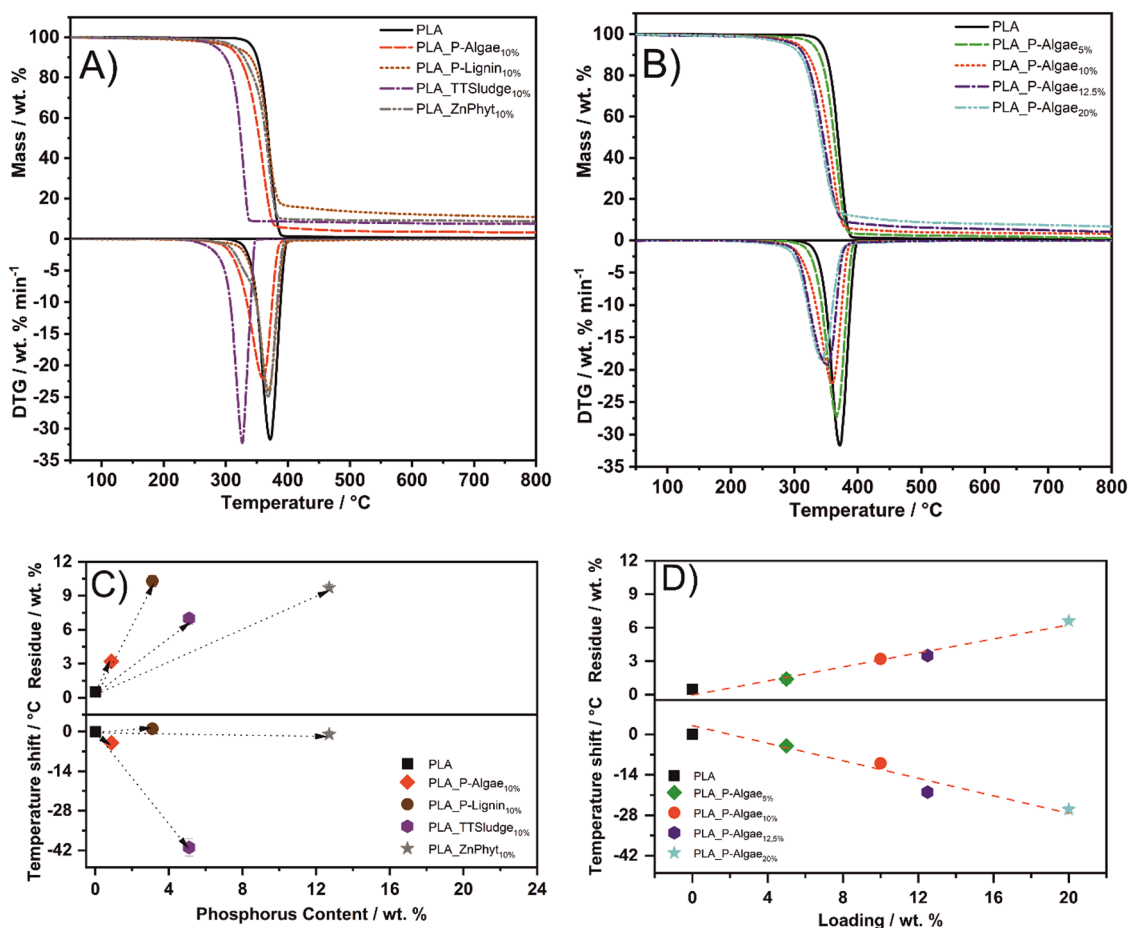 A)
PLA
PLA_P-Algae10%
PLA_P-Lignin10%
PLA_TTSludge10%
PLA_ZnPhyt10%
Mass / wt. %
100
80
60
40
20
0
DTG / wt. % min-1
-5
-10
-15
-20
-25
-30
-35
100 200 300 400 500 600 700 800
Temperature / °C
B)
PLA
PLA_P-Algae5%
PLA_P-Algae10%
PLA_P-Algae12.5%
PLA_P-Algae20%
Mass / wt. %
100
80
60
40
20
0
DTG / wt. % min-1
-5
-10
-15
-20
-25
-30
-35
100 200 300 400 500 600 700 800
Temperature / °C
C)
Residue / wt. %
12
9
6
3
0
Temperature shift / °C
0
-14
-28
-42
PLA
PLA_P-Algae10%
PLA_P-Lignin10%
PLA_TTSludge10%
PLA_ZnPhyt10%
0 4 8 12 16 20 24
Phosphorus Content / wt. %
D)
Residue / wt. %
12
9
6
3
0
Temperature shift / °C
0
-14
-28
-42
PLA
PLA_P-Algae5%
PLA_P-Algae10%
PLA_P-Algae12,5%
PLA_P-Algae20%
0 4 8 12 16 20
Loading / wt. %